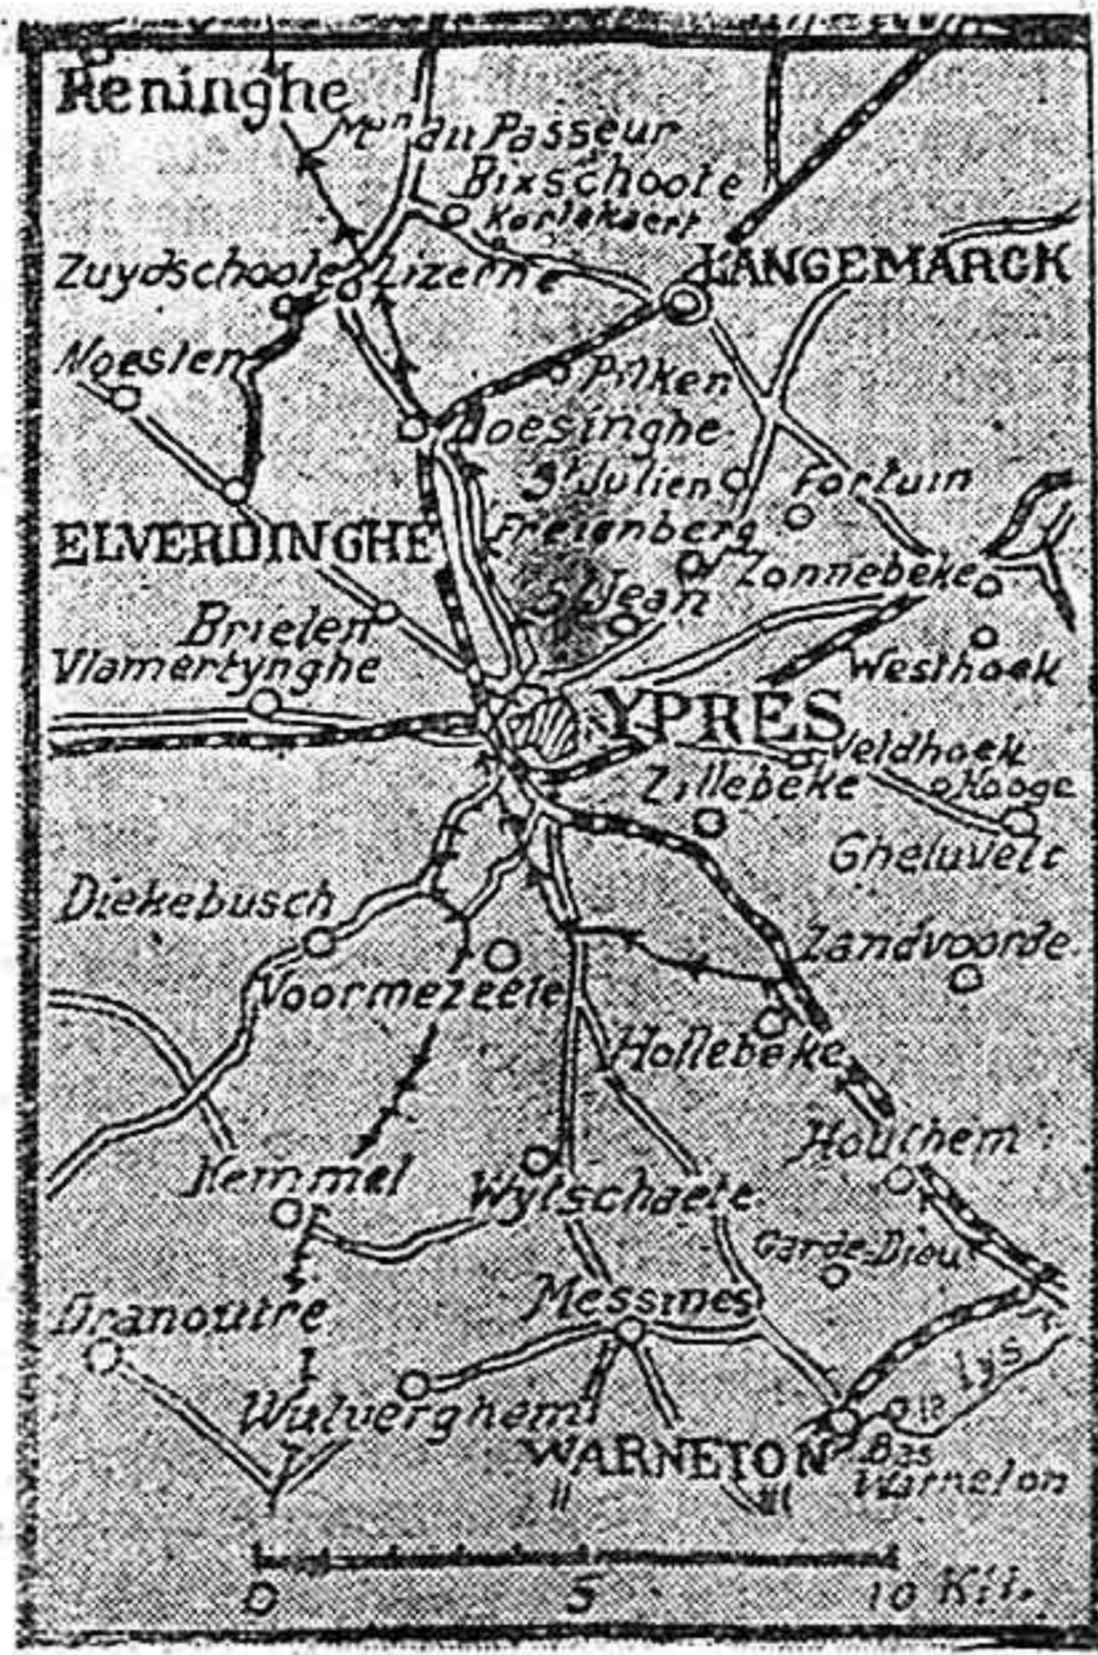 Reninghe
Mon du Passeur
Bixschoote
Korlekaert
LANGEMARCK
Zuydschoote
Lizerne
Noesten
Pilken
Boesinghe
St Julien
Fortuin
ELVERDINGHE
Freienberg
Zonnebeke
St Jean
Brielen
Vlamertynghe
Westhoek
YPRES
Veldhoek
Zillebeke
Hooge
Gheluvelt
Diekebusch
Zandvoorde
Voormezeele
Hollebeke
Houthem
Kemmel
Wytschaete
Garde-Dieu
Messines
Dranoutre
Lys
Wulverghem
WARNETON
Bas
Warneton
0 5 10 Kil.